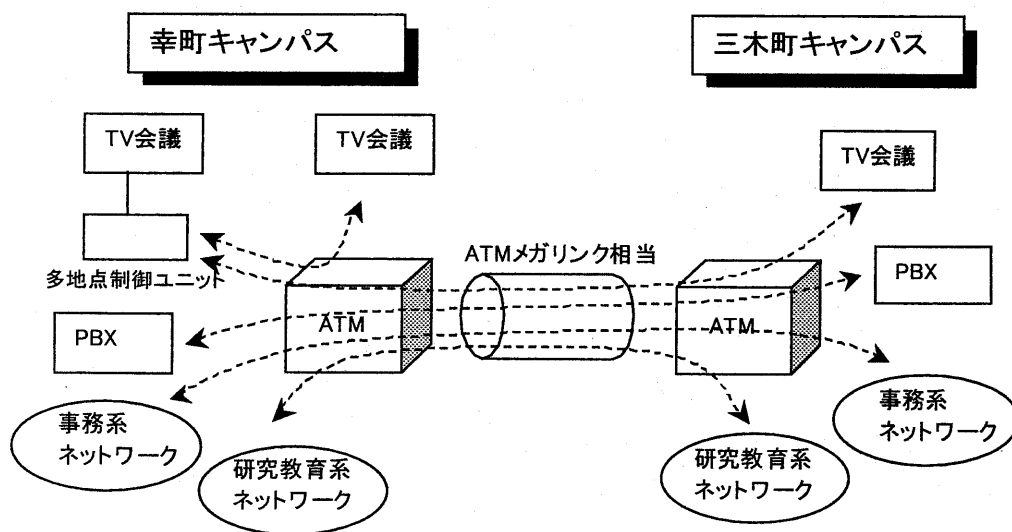 幸町キャンパス
三木町キャンパス
TV会議
TV会議
TV会議
多地点制御ユニット
ATMメガリンク相当
PBX
PBX
ATM
ATM
事務系
ネットワーク
研究教育系
ネットワーク
研究教育系
ネットワーク
事務系
ネットワーク